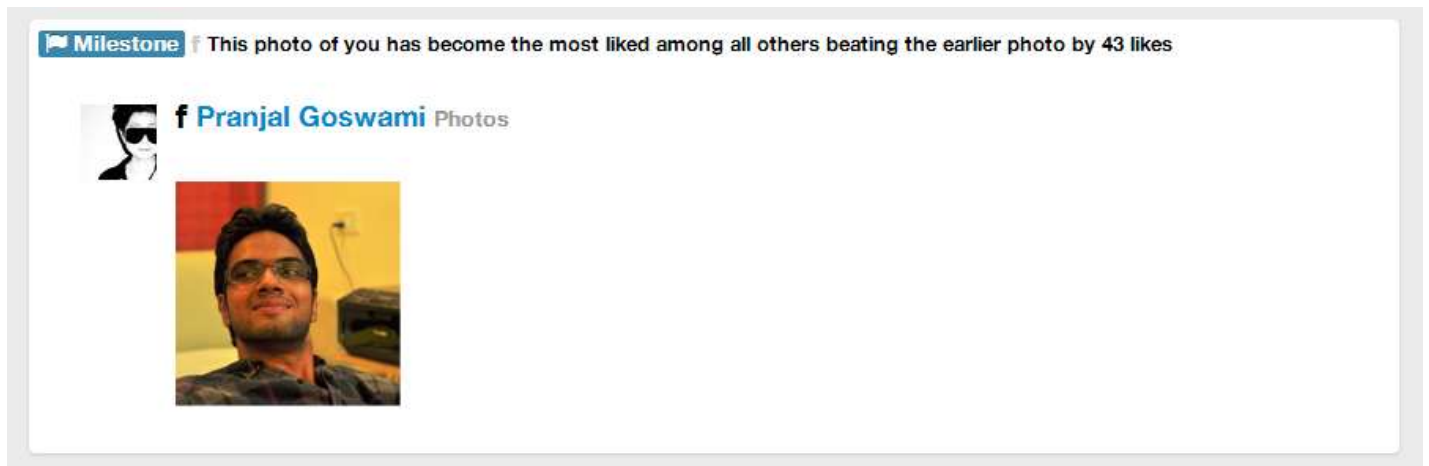 Milestone f This photo of you has become the most liked among all others beating the earlier photo by 43 likes
f Pranjal Goswami Photos